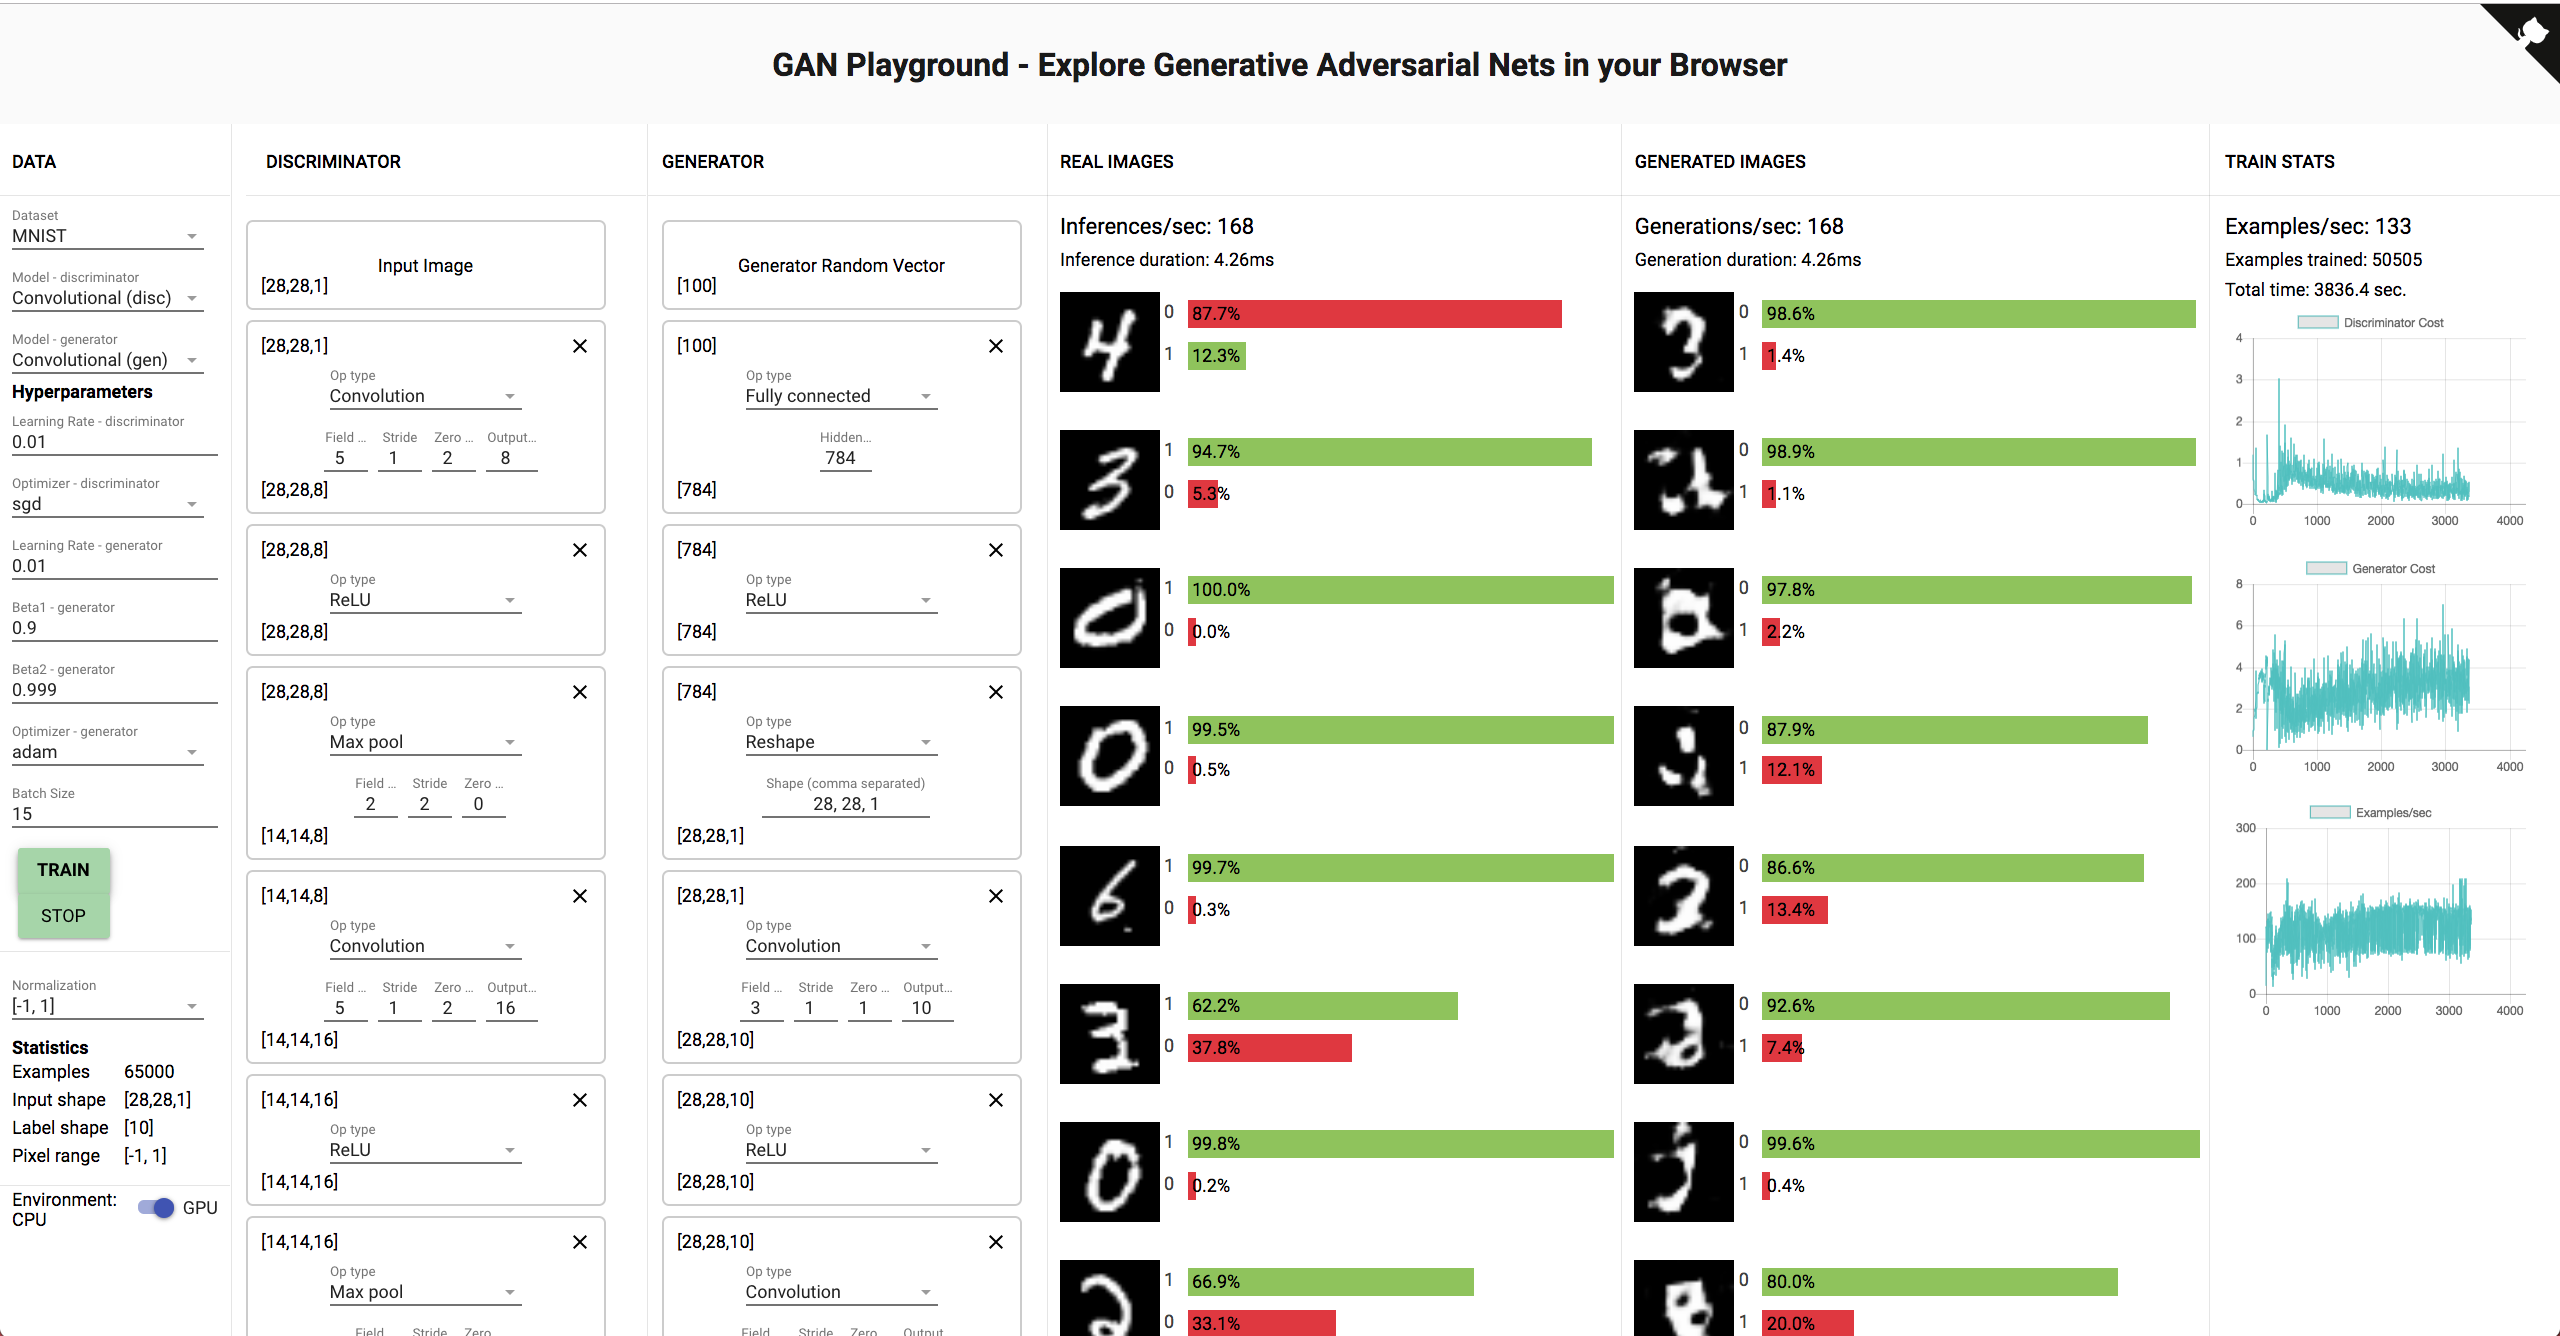 GAN Playground - Explore Generative Adversarial Nets in your Browser
DATA
Dataset
MNIST
Model - discriminator
Convolutional (disc)
Model - generator
Convolutional (gen)
Hyperparameters
Learning Rate - discriminator
0.01
Optimizer - discriminator
sgd
Learning Rate - generator
0.01
Beta1 - generator
0.9
Beta2 - generator
0.999
Optimizer - generator
adam
Batch Size
15
TRAIN
STOP
Normalization
[-1, 1]
Statistics
Examples 65000
Input shape [28,28,1]
Label shape [10]
Pixel range [-1, 1]
Environment:
CPU GPU
DISCRIMINATOR
Input Image
[28,28,1]
[28,28,1]
Op type
Convolution
Field ... Stride Zero ... Output...
5 1 2 8
[28,28,8]
[28,28,8]
Op type
ReLU
[28,28,8]
[28,28,8]
Op type
Max pool
Field ... Stride Zero ...
2 2 0
[14,14,8]
[14,14,8]
Op type
Convolution
Field ... Stride Zero ... Output...
5 1 2 16
[14,14,16]
[14,14,16]
Op type
ReLU
[14,14,16]
[14,14,16]
Op type
Max pool
Field Stride Zero
GENERATOR
Generator Random Vector
[100]
[100]
Op type
Fully connected
Hidden...
784
[784]
[784]
Op type
ReLU
[784]
[784]
Op type
Reshape
Shape (comma separated)
28, 28, 1
[28,28,1]
[28,28,1]
Op type
Convolution
Field ... Stride Zero ... Output...
3 1 1 10
[28,28,10]
[28,28,10]
Op type
ReLU
[28,28,10]
[28,28,10]
Op type
Convolution
Field Stride Zero Output
REAL IMAGES
Inferences/sec: 168
Inference duration: 4.26ms
4 0 87.7%
1 12.3%
3 1 94.7%
0 5.3%
0 1 100.0%
0 0.0%
0 1 99.5%
0 0.5%
6 1 99.7%
0 0.3%
3 1 62.2%
0 37.8%
0 1 99.8%
0 0.2%
2 1 66.9%
0 33.1%
GENERATED IMAGES
Generations/sec: 168
Generation duration: 4.26ms
3 0 98.6%
1 1.4%
0 98.9%
1 1.1%
0 97.8%
1 2.2%
0 87.9%
1 12.1%
0 86.6%
1 13.4%
0 92.6%
1 7.4%
0 99.6%
1 0.4%
0 80.0%
1 20.0%
TRAIN STATS
Examples/sec: 133
Examples trained: 50505
Total time: 3836.4 sec.
Discriminator Cost
4
3
2
1
0
0 1000 2000 3000 4000
Generator Cost
8
6
4
2
0
0 1000 2000 3000 4000
Examples/sec
300
200
100
0
0 1000 2000 3000 4000